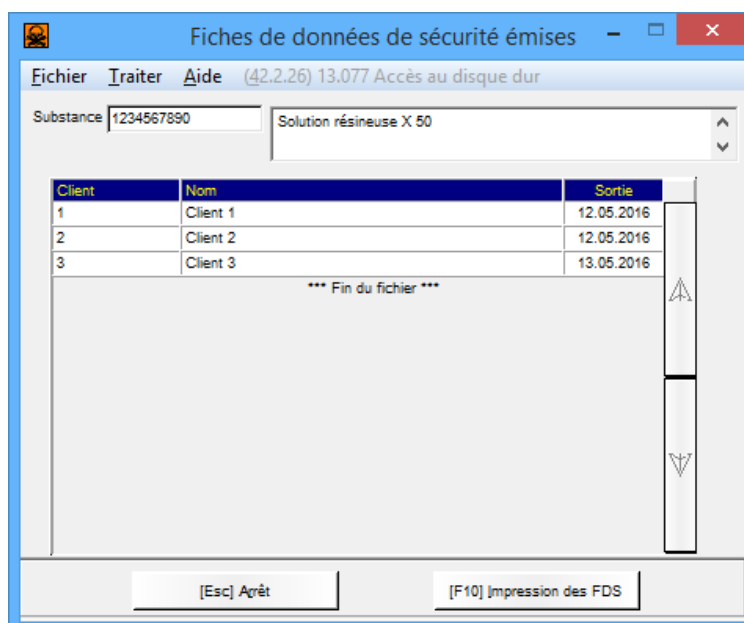 Fiches de données de sécurité émises
Fichier Traiter Aide (42.2.26) 13.077 Accès au disque dur
Substance 1234567890 Solution résineuse X 50
Client Nom Sortie
1 Client 1 12.05.2016
2 Client 2 12.05.2016
3 Client 3 13.05.2016
*** Fin du fichier ***
[Esc] Arrêt [F10] Impression des FDS